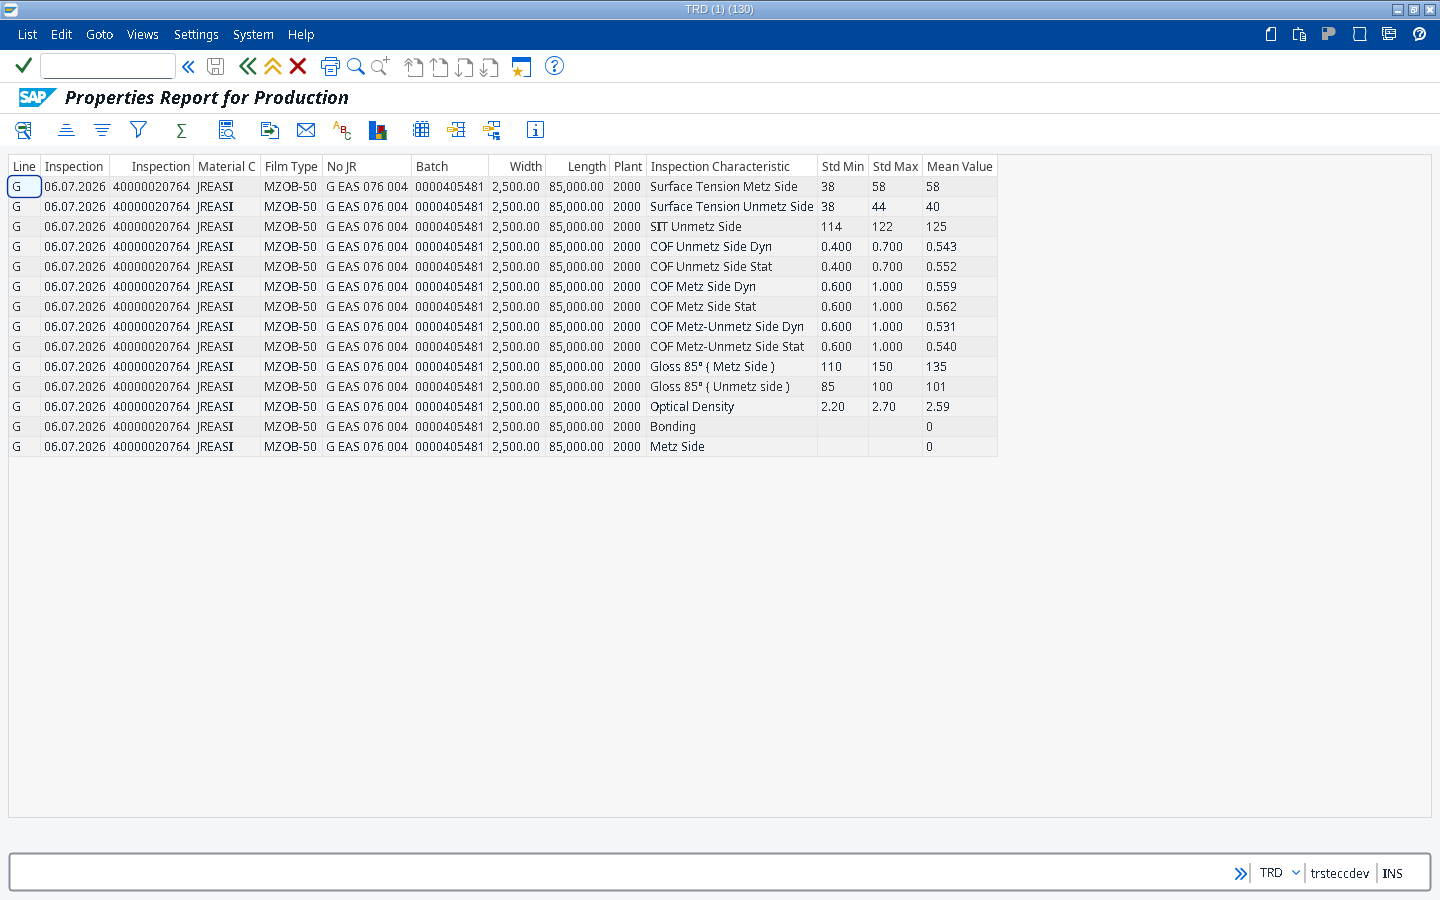 TRD (1) (130)
List Edit Goto Views Settings System Help
SAP Properties Report for Production
Line Inspection Inspection Material C Film Type No JR Batch Width Length Plant Inspection Characteristic Std Min Std Max Mean Value
G 06.07.2026 40000020764 JREASI MZOB-50 G EAS 076 004 0000405481 2,500.00 85,000.00 2000 Surface Tension Metz Side 38 58 58
G 06.07.2026 40000020764 JREASI MZOB-50 G EAS 076 004 0000405481 2,500.00 85,000.00 2000 Surface Tension Unmetz Side 38 44 40
G 06.07.2026 40000020764 JREASI MZOB-50 G EAS 076 004 0000405481 2,500.00 85,000.00 2000 SIT Unmetz Side 114 122 125
G 06.07.2026 40000020764 JREASI MZOB-50 G EAS 076 004 0000405481 2,500.00 85,000.00 2000 COF Unmetz Side Dyn 0.400 0.700 0.543
G 06.07.2026 40000020764 JREASI MZOB-50 G EAS 076 004 0000405481 2,500.00 85,000.00 2000 COF Unmetz Side Stat 0.400 0.700 0.552
G 06.07.2026 40000020764 JREASI MZOB-50 G EAS 076 004 0000405481 2,500.00 85,000.00 2000 COF Metz Side Dyn 0.600 1.000 0.559
G 06.07.2026 40000020764 JREASI MZOB-50 G EAS 076 004 0000405481 2,500.00 85,000.00 2000 COF Metz Side Stat 0.600 1.000 0.562
G 06.07.2026 40000020764 JREASI MZOB-50 G EAS 076 004 0000405481 2,500.00 85,000.00 2000 COF Metz-Unmetz Side Dyn 0.600 1.000 0.531
G 06.07.2026 40000020764 JREASI MZOB-50 G EAS 076 004 0000405481 2,500.00 85,000.00 2000 COF Metz-Unmetz Side Stat 0.600 1.000 0.540
G 06.07.2026 40000020764 JREASI MZOB-50 G EAS 076 004 0000405481 2,500.00 85,000.00 2000 Gloss 85° ( Metz Side ) 110 150 135
G 06.07.2026 40000020764 JREASI MZOB-50 G EAS 076 004 0000405481 2,500.00 85,000.00 2000 Gloss 85° ( Unmetz side ) 85 100 101
G 06.07.2026 40000020764 JREASI MZOB-50 G EAS 076 004 0000405481 2,500.00 85,000.00 2000 Optical Density 2.20 2.70 2.59
G 06.07.2026 40000020764 JREASI MZOB-50 G EAS 076 004 0000405481 2,500.00 85,000.00 2000 Bonding 0
G 06.07.2026 40000020764 JREASI MZOB-50 G EAS 076 004 0000405481 2,500.00 85,000.00 2000 Metz Side 0
TRD trsteccdev INS